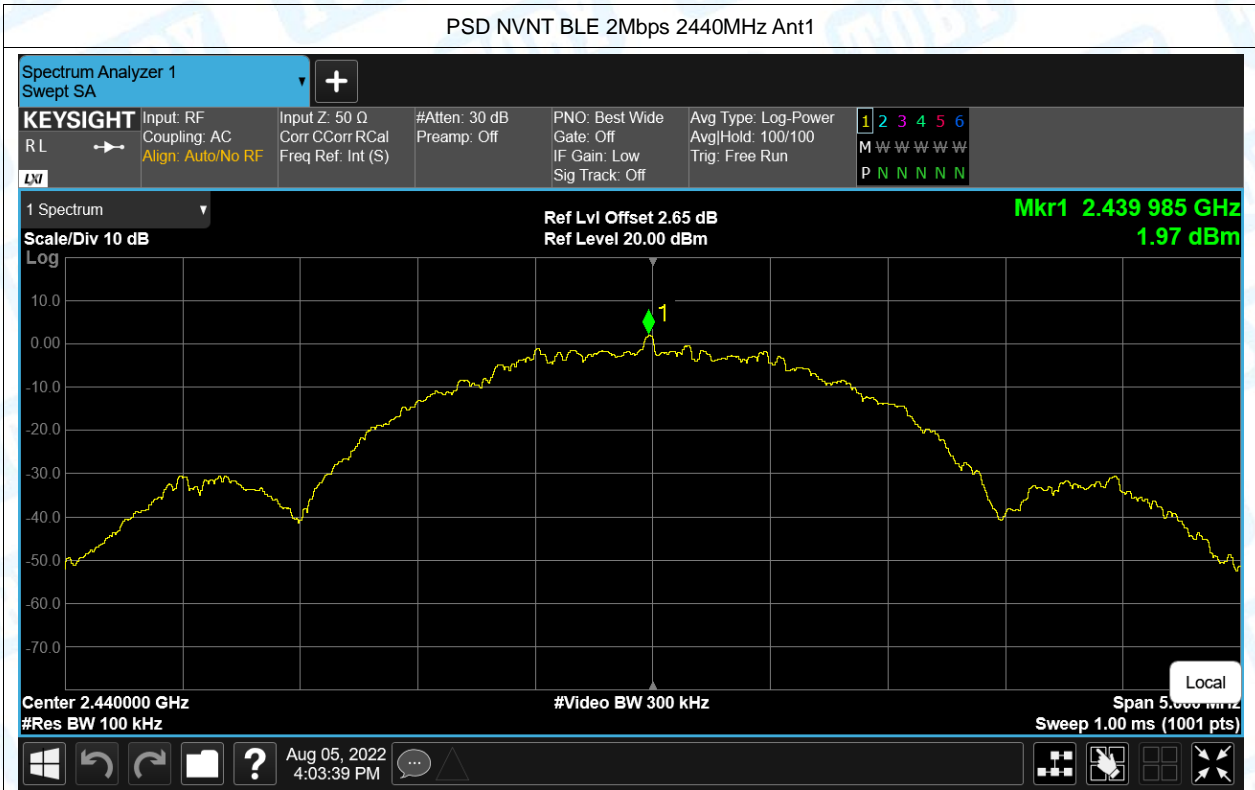 PSD NVNT BLE 2Mbps 2440MHz Ant1
Spectrum Analyzer 1
Swept SA
+
KEYSIGHT
R L
LXI
Input: RF
Coupling: AC
Align: Auto/No RF
Input Z: 50 Ω
Corr CCorr RCal
Freq Ref: Int (S)
#Atten: 30 dB
Preamp: Off
PNO: Best Wide
Gate: Off
IF Gain: Low
Sig Track: Off
Avg Type: Log-Power
Avg|Hold: 100/100
Trig: Free Run
1 2 3 4 5 6
M W W W W W
P N N N N N
1 Spectrum
Scale/Div 10 dB
Ref Lvl Offset 2.65 dB
Ref Level 20.00 dBm
Mkr1 2.439 985 GHz
1.97 dBm
Log
10.0
0.00
-10.0
-20.0
-30.0
-40.0
-50.0
-60.0
-70.0
1
Local
Center 2.440000 GHz
#Res BW 100 kHz
#Video BW 300 kHz
Span 5.000 MHz
Sweep 1.00 ms (1001 pts)
?
Aug 05, 2022
4:03:39 PM